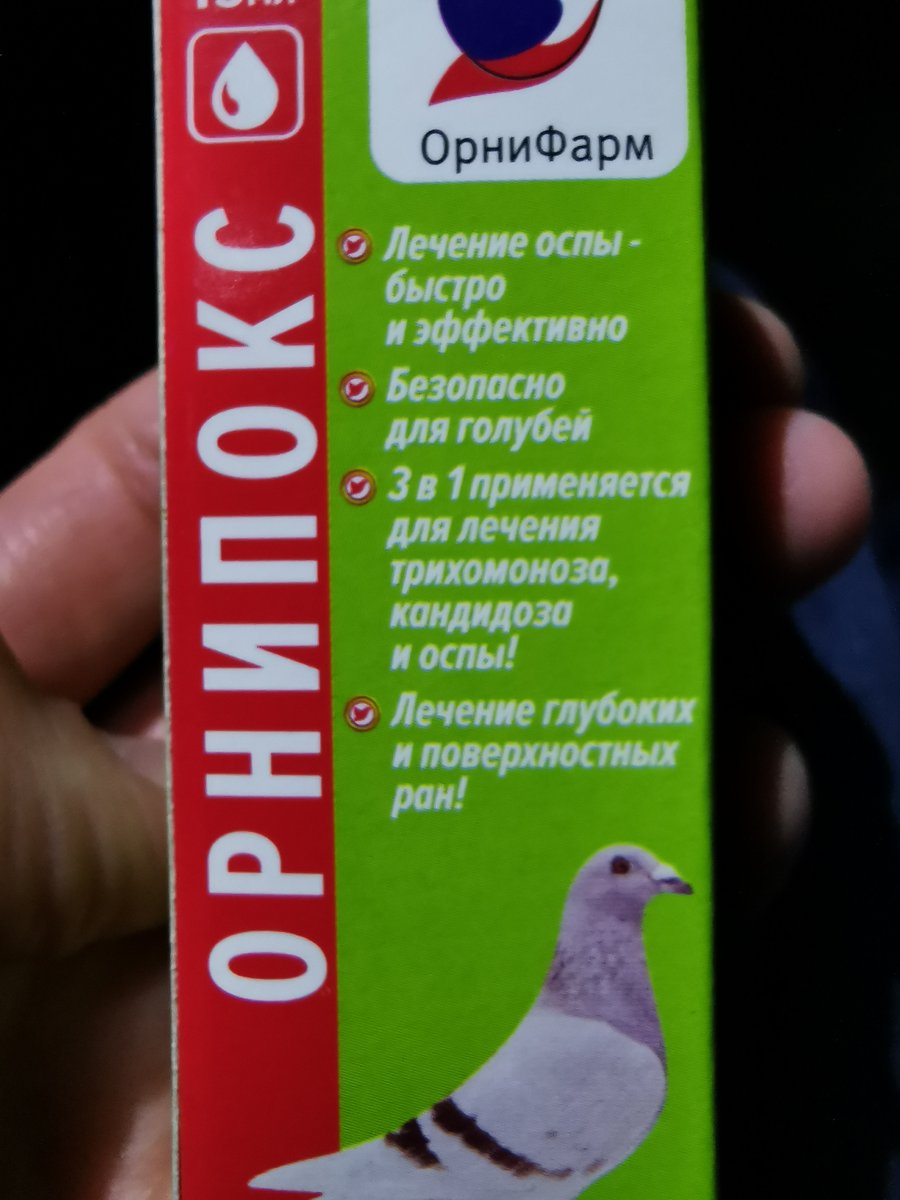 ОрниФарм
ОРНИПОКС
Лечение оспы -
быстро
и эффективно
Безопасно
для голубей
3 в 1 применяется
для лечения
трихомоноза,
кандидоза
и оспы!
Лечение глубоких
и поверхностных
ран!